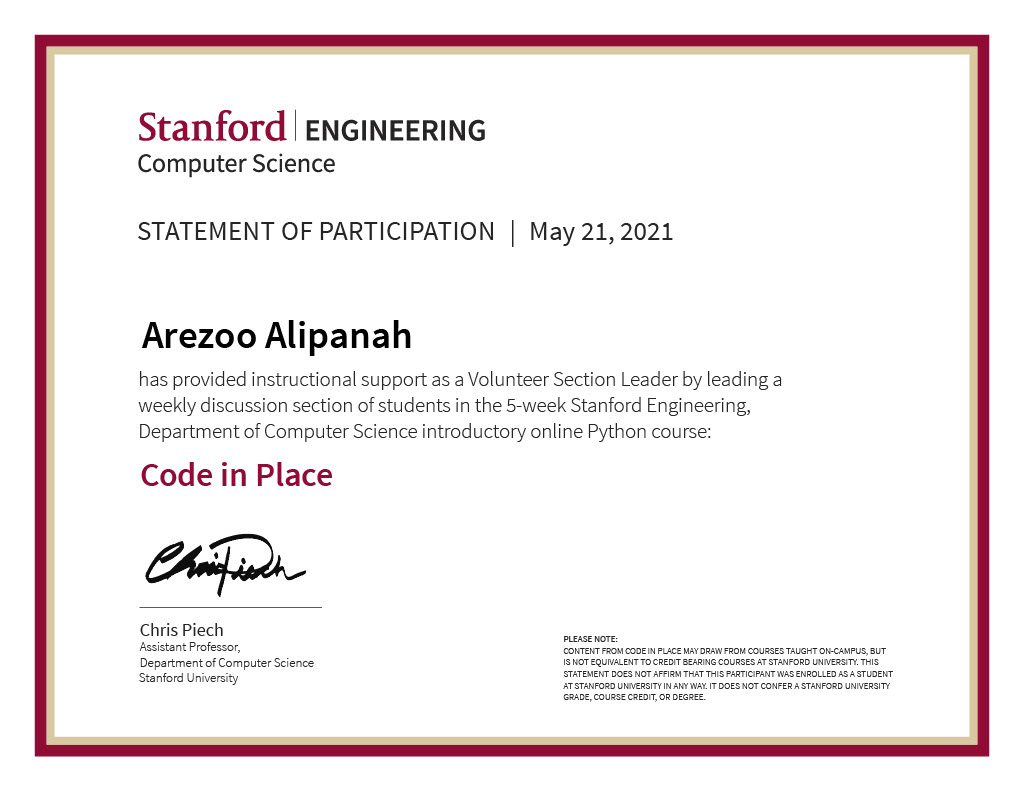 Stanford | ENGINEERING
Computer Science
STATEMENT OF PARTICIPATION | May 21, 2021
Arezoo Alipanah
has provided instructional support as a Volunteer Section Leader by leading a
weekly discussion section of students in the 5-week Stanford Engineering,
Department of Computer Science introductory online Python course:
Code in Place
Chris Piech
Chris Piech
Assistant Professor,
Department of Computer Science
Stanford University
PLEASE NOTE:
CONTENT FROM CODE IN PLACE MAY DRAW FROM COURSES TAUGHT ON-CAMPUS, BUT
IS NOT EQUIVALENT TO CREDIT BEARING COURSES AT STANFORD UNIVERSITY. THIS
STATEMENT DOES NOT AFFIRM THAT THIS PARTICIPANT WAS ENROLLED AS A STUDENT
AT STANFORD UNIVERSITY IN ANY WAY. IT DOES NOT CONFER A STANFORD UNIVERSITY
GRADE, COURSE CREDIT, OR DEGREE.